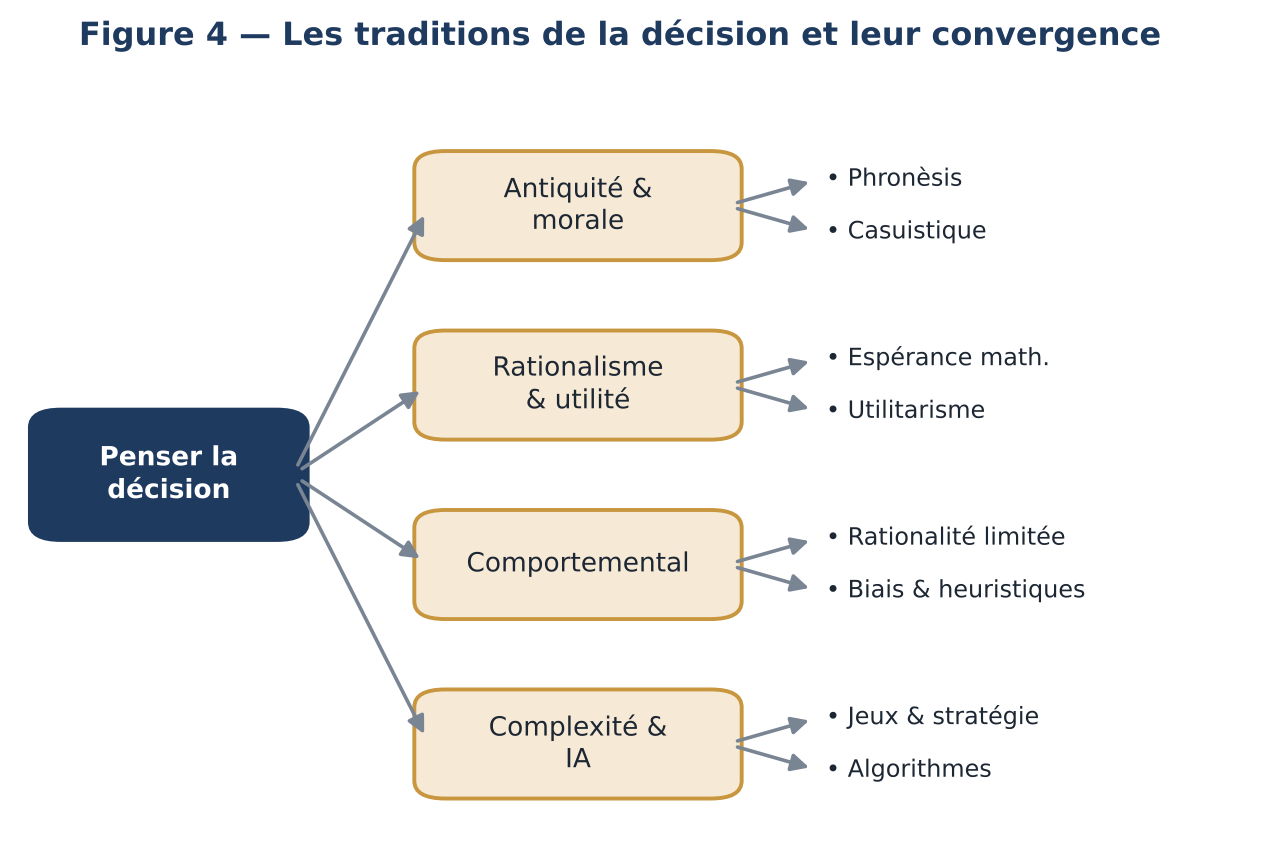 Figure 4 — Les traditions de la décision et leur convergence
Penser la
décision
Antiquité &
morale
• Phronèsis
• Casuistique
Rationalisme
& utilité
• Espérance math.
• Utilitarisme
Comportemental
• Rationalité limitée
• Biais & heuristiques
Complexité &
IA
• Jeux & stratégie
• Algorithmes